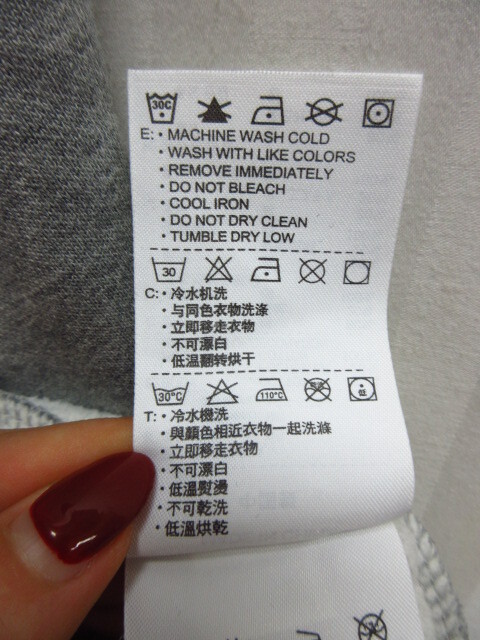 30C
E: • MACHINE WASH COLD
• WASH WITH LIKE COLORS
• REMOVE IMMEDIATELY
• DO NOT BLEACH
• COOL IRON
• DO NOT DRY CLEAN
• TUMBLE DRY LOW
30
C: • 冷水机洗
• 与同色衣物洗涤
• 立即移走衣物
• 不可漂白
• 低温翻转烘干
30°C 110°C 低
T: • 冷水機洗
• 與顏色相近衣物一起洗滌
• 立即移走衣物
• 不可漂白
• 低溫熨燙
• 不可乾洗
• 低溫烘乾